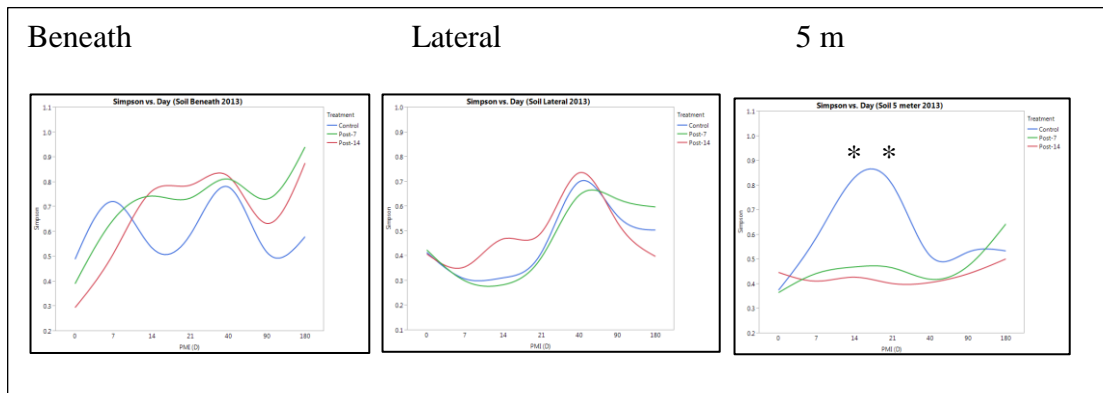 Beneath
Lateral
5 m
Simpson vs. Day (Soil Beneath 2013)
1.1
1.0
0.9
0.8
0.7
0.6
0.5
0.4
0.3
0.2
Simpson
0 7 14 21 40 90 180
PMI (D)
Treatment
Control
Post-7
Post-14
Simpson vs. Day (Soil Lateral 2013)
1.0
0.9
0.8
0.7
0.6
0.5
0.4
0.3
0.2
0.1
Simpson
0 7 14 21 40 90 180
PMI (D)
Treatment
Control
Post-7
Post-14
Simpson vs. Day (Soil 5 meter 2013)
1.1
1.0
0.9
0.8
0.7
0.6
0.5
0.4
0.3
0.2
Simpson
* *
0 7 14 21 40 90 180
PMI (D)
Treatment
Control
Post-7
Post-14